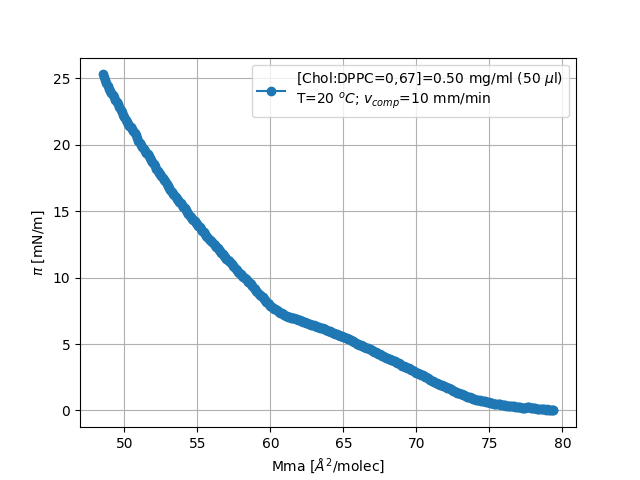 [Chol:DPPC=0,67]=0.50 mg/ml (50 μl)
T=20 °C; v_comp=10 mm/min
π [mN/m]
25
20
15
10
5
0
50 55 60 65 70 75 80
Mma [Å²/molec]